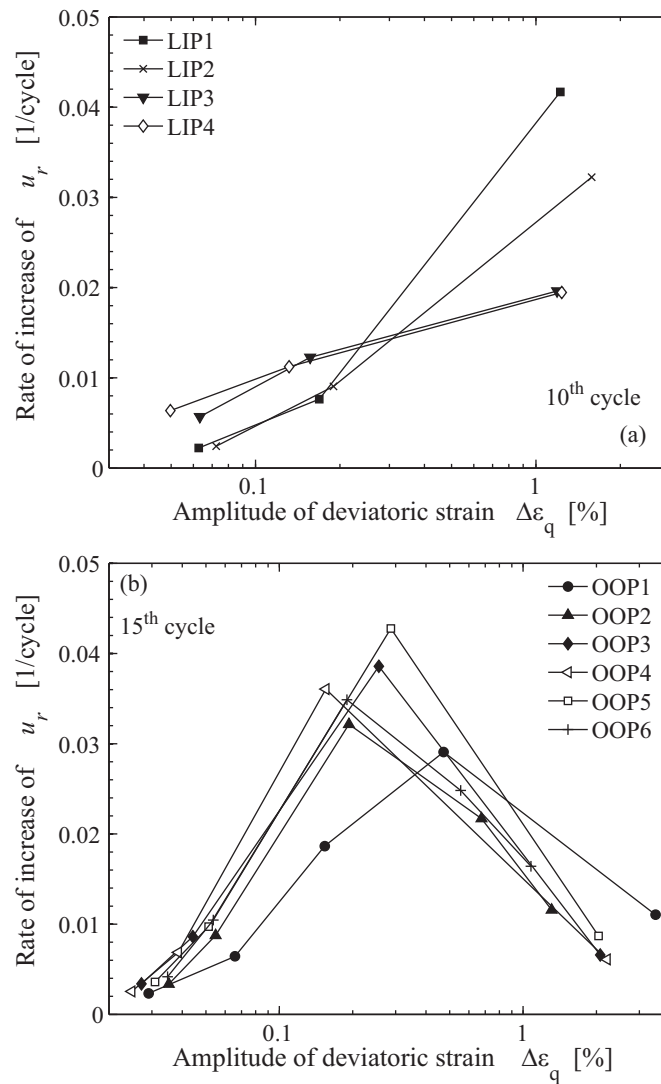 0.05
LIP1
LIP2
LIP3
LIP4
0.04
0.03
0.02
0.01
0
Rate of increase of u_r [1/cycle]
10th cycle
(a)
0.1
1
Amplitude of deviatoric strain Δε_q [%]
0.05
(b)
15th cycle
OOP1
OOP2
OOP3
OOP4
OOP5
OOP6
0.04
0.03
0.02
0.01
0
Rate of increase of u_r [1/cycle]
0.1
1
Amplitude of deviatoric strain Δε_q [%]